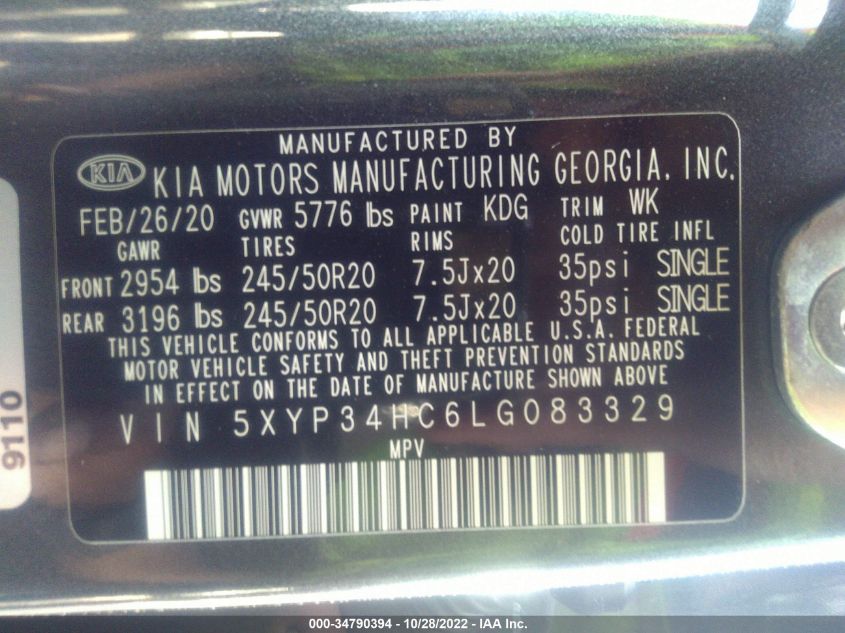 MANUFACTURED BY
KIA KIA MOTORS MANUFACTURING GEORGIA, INC.
FEB/26/20 GVWR 5776 lbs PAINT KDG TRIM WK
GAWR TIRES RIMS COLD TIRE INFL
FRONT 2954 lbs 245/50R20 7.5Jx20 35psi SINGLE
REAR 3196 lbs 245/50R20 7.5Jx20 35psi SINGLE
THIS VEHICLE CONFORMS TO ALL APPLICABLE U.S.A. FEDERAL
MOTOR VEHICLE SAFETY AND THEFT PREVENTION STANDARDS
IN EFFECT ON THE DATE OF MANUFACTURE SHOWN ABOVE
VIN 5XYP34HC6LG083329
MPV
9110
000-34790394 - 10/28/2022 - IAA Inc.